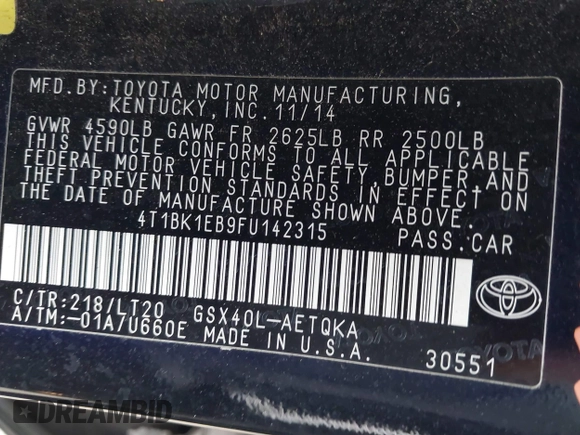 MFD.BY:TOYOTA MOTOR MANUFACTURING,
KENTUCKY, INC. 11/14
GVWR 4590LB GAWR FR 2625LB RR 2500LB
THIS VEHICLE CONFORMS TO ALL APPLICABLE
FEDERAL MOTOR VEHICLE SAFETY, BUMPER,AND
THEFT PREVENTION STANDARDS IN EFFECT ON
THE DATE OF MANUFACTURE SHOWN ABOVE.
4T1BK1EB9FU142315 PASS.CAR
C/TR:218/LT20 GSX40L-AETQKA
A/TM:-01A/U660E MADE IN U.S.A. 30551
DREAMBID